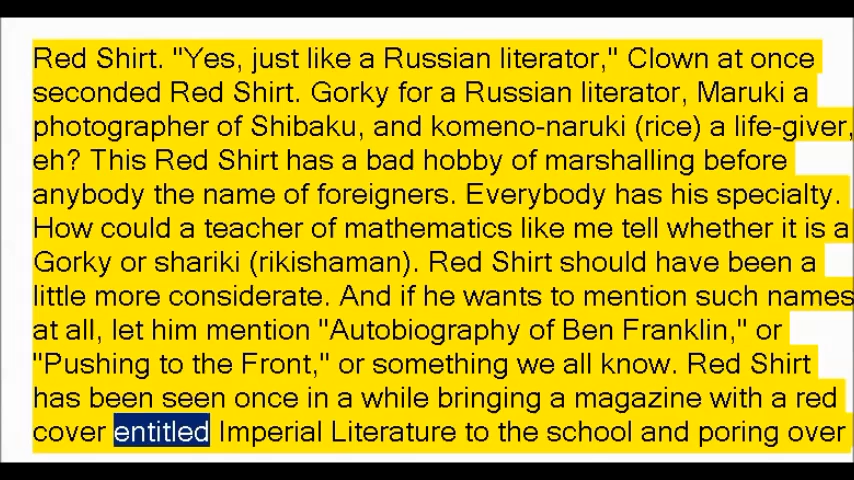 Red Shirt. "Yes, just like a Russian literator," Clown at once
seconded Red Shirt. Gorky for a Russian literator, Maruki a
photographer of Shibaku, and komeno-naruki (rice) a life-giver,
eh? This Red Shirt has a bad hobby of marshalling before
anybody the name of foreigners. Everybody has his specialty.
How could a teacher of mathematics like me tell whether it is a
Gorky or shariki (rikishaman). Red Shirt should have been a
little more considerate. And if he wants to mention such names
at all, let him mention "Autobiography of Ben Franklin," or
"Pushing to the Front," or something we all know. Red Shirt
has been seen once in a while bringing a magazine with a red
cover entitled Imperial Literature to the school and poring over